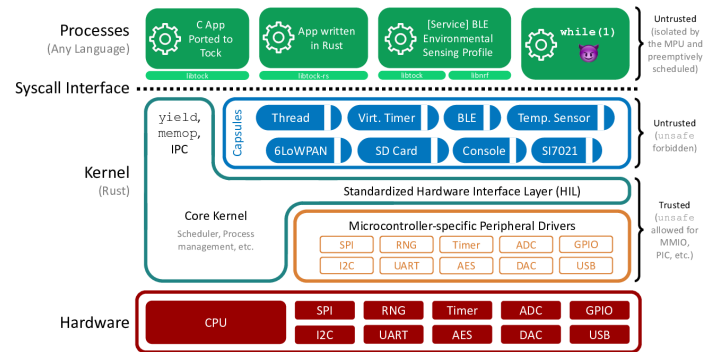 Processes
(Any Language)
C App
Ported to
Tock
App written
in Rust
[Service] BLE
Environmental
Sensing Profile
while(1)
libtock
libtock-rs
libtock
libnrf
Untrusted
(isolated by
the MPU and
preemptively
scheduled)
Syscall Interface
Kernel
(Rust)
yield,
memop,
IPC
Capsules
Thread
Virt. Timer
BLE
Temp. Sensor
6LoWPAN
SD Card
Console
SI7021
Untrusted
(unsafe
forbidden)
Standardized Hardware Interface Layer (HIL)
Core Kernel
Scheduler, Process
management, etc.
Microcontroller-specific Peripheral Drivers
SPI
RNG
Timer
ADC
GPIO
I2C
UART
AES
DAC
USB
Trusted
(unsafe
allowed for
MMIO,
PIC, etc.)
Hardware
CPU
SPI
RNG
Timer
ADC
GPIO
I2C
UART
AES
DAC
USB